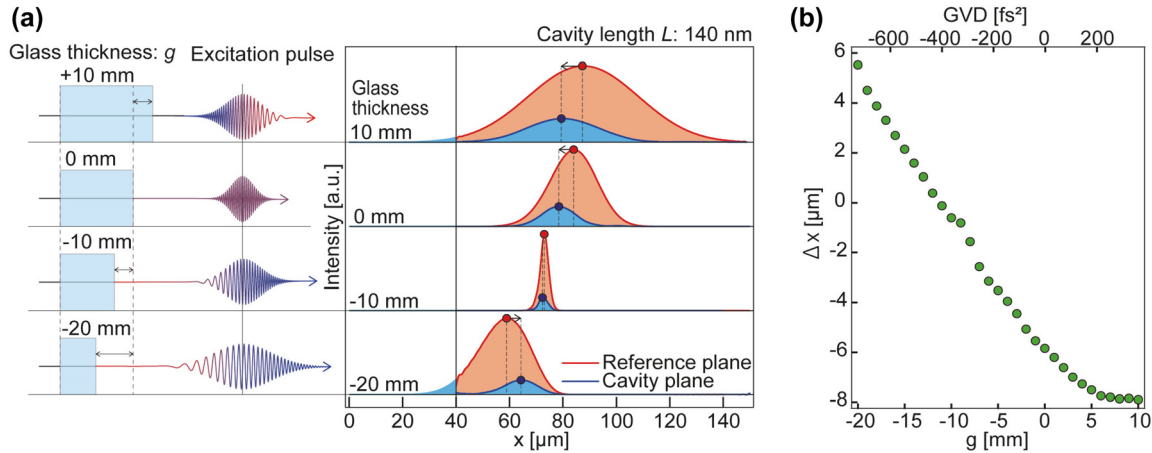 (a)
Glass thickness: g
Excitation pulse
+10 mm
0 mm
-10 mm
-20 mm
Cavity length L: 140 nm
Glass
thickness
10 mm
0 mm
-10 mm
-20 mm
Reference plane
Cavity plane
Intensity [a.u.]
0 20 40 60 80 100 120 140
x [µm]
(b)
GVD [fs²]
-600 -400 -200 0 200
6
4
2
0
-2
-4
-6
-8
Δx [µm]
-20 -15 -10 -5 0 5 10
g [mm]